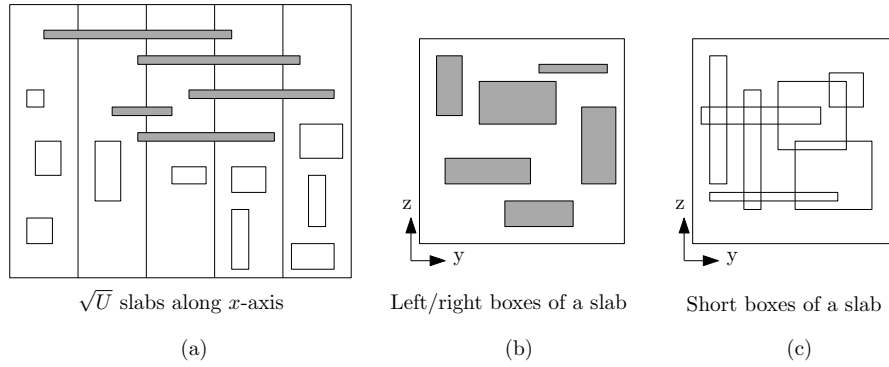 z
y
z
y
√U slabs along x-axis
Left/right boxes of a slab
Short boxes of a slab
(a)
(b)
(c)